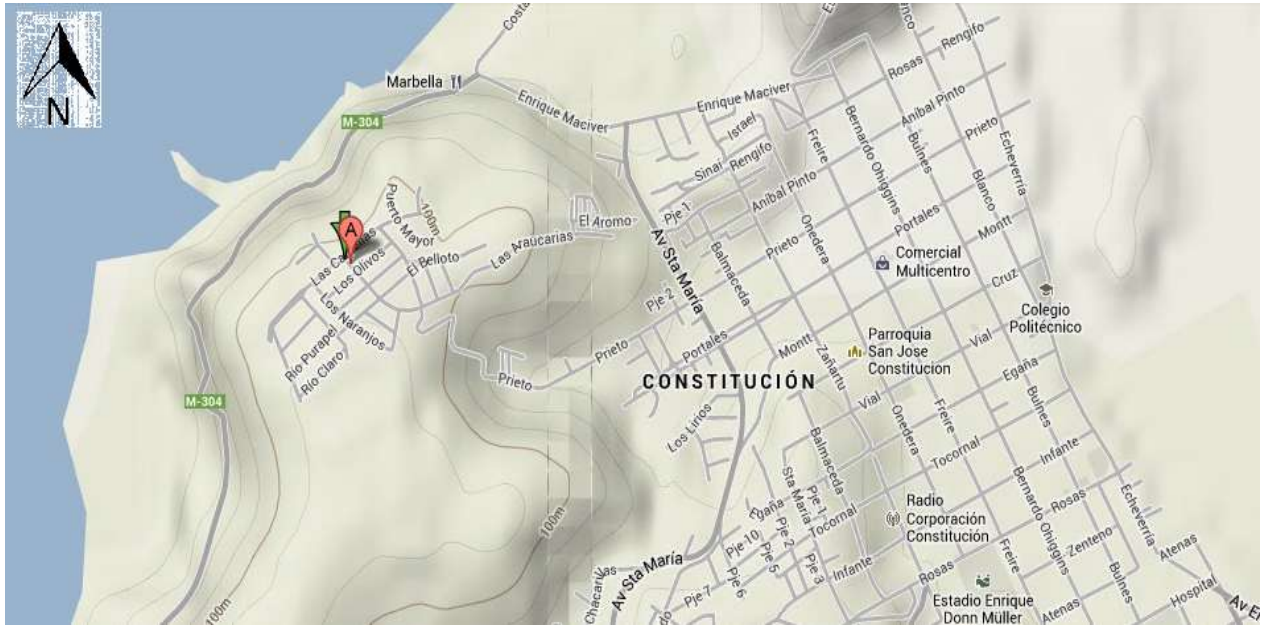 N
Marbella
Costa
Enrique Maciver
Enrique Maciver
M-304
Rosas
Rengifo
Anibal Pinto
Prieto
Israel
Sinai
Rengifo
Freire
Bernardo Ohiggins
Bulnes
Blanco
Echeverría
Puerto Mayor
100m
El Aromo
Pje 1
Anibal Pinto
Onedera
Portales
Montt
A
Los Olivos
El Belloto
Las Araucarias
Av Sta María
Balmaceda
Prieto
Comercial
Multicentro
Cruz
Colegio
Politécnico
Los Naranjos
Río Purapel
Río Claro
Pje 2
Prieto
Portales
Montt
Zañartu
Parroquia
San Jose
Constitucion
Vial
Egaña
Prieto
CONSTITUCIÓN
M-304
Los Lirios
Vial
Onedera
Freire
Bulnes
Balmaceda
Tocornal
Infante
100m
Egaña
Sta María
Pje 1
Tocornal
Radio
Corporación
Constitución
Bernardo Ohiggins
Rosas
Echeverría
Pje 10
Pje 2
Pje 5
Pje 3
Infante
Freire
Zenteno
Atenas
Av Sta María
Pje 7
Pje 6
Rosas
Estadio Enrique
Donn Müller
Atenas
Bulnes
Hospital
100m